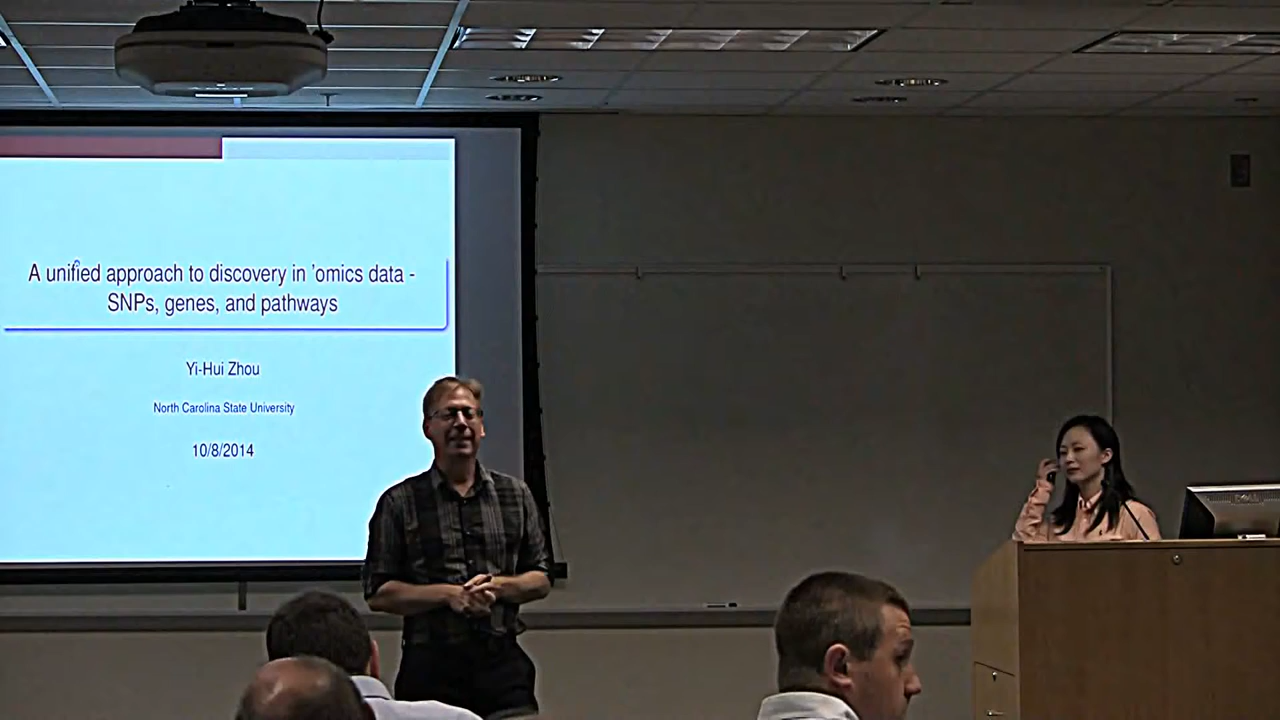 A unified approach to discovery in 'omics data -
SNPs, genes, and pathways
Yi-Hui Zhou
North Carolina State University
10/8/2014
DELL